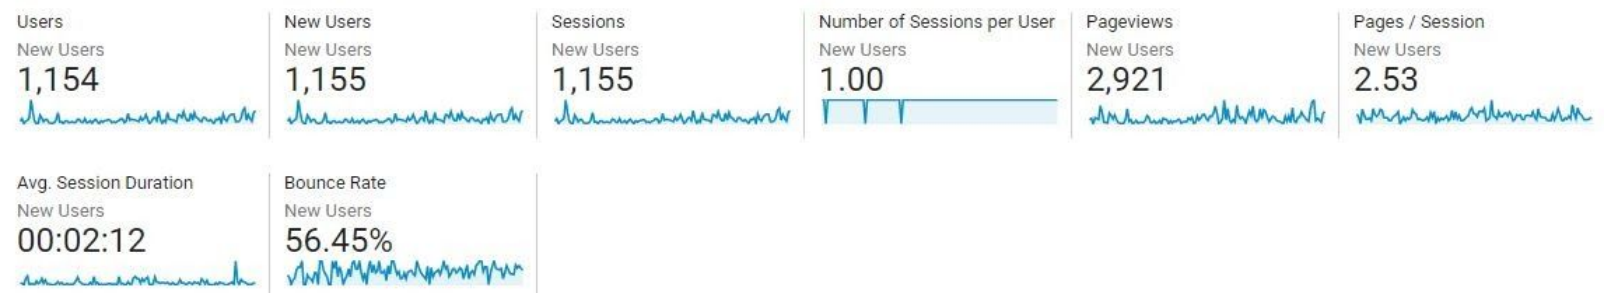 Users
New Users
1,154
New Users
New Users
1,155
Sessions
New Users
1,155
Number of Sessions per User
New Users
1.00
Pageviews
New Users
2,921
Pages / Session
New Users
2.53
Avg. Session Duration
New Users
00:02:12
Bounce Rate
New Users
56.45%